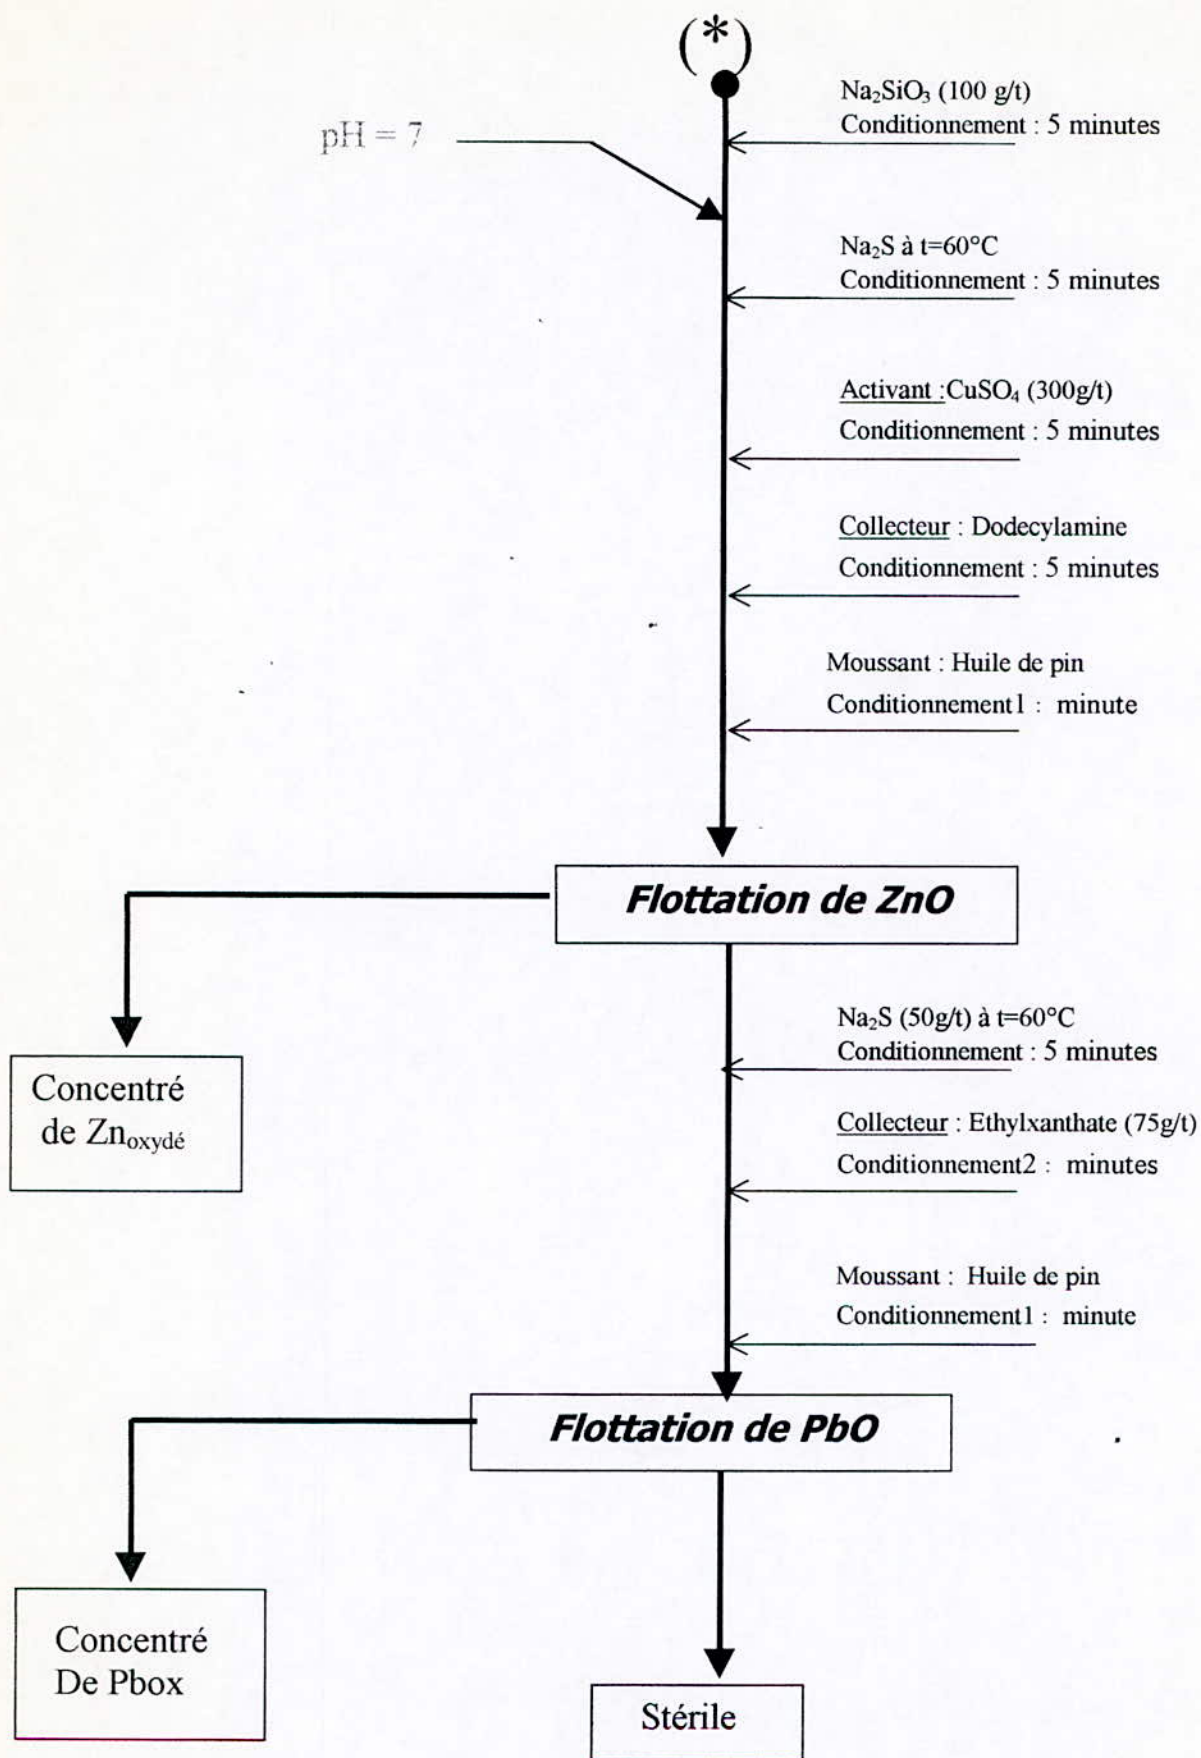 (*)
Na₂SiO₃ (100 g/t)
Conditionnement : 5 minutes
pH = 7
Na₂S à t=60°C
Conditionnement : 5 minutes
Activant :CuSO₄ (300g/t)
Conditionnement : 5 minutes
Collecteur : Dodecylamine
Conditionnement : 5 minutes
Moussant : Huile de pin
Conditionnement1 : minute
Flottation de ZnO
Na₂S (50g/t) à t=60°C
Conditionnement : 5 minutes
Concentré
de Znoxydé
Collecteur : Ethylxanthate (75g/t)
Conditionnement2 : minutes
Moussant : Huile de pin
Conditionnement1 : minute
Flottation de PbO
Concentré
De Pbox
Stérile